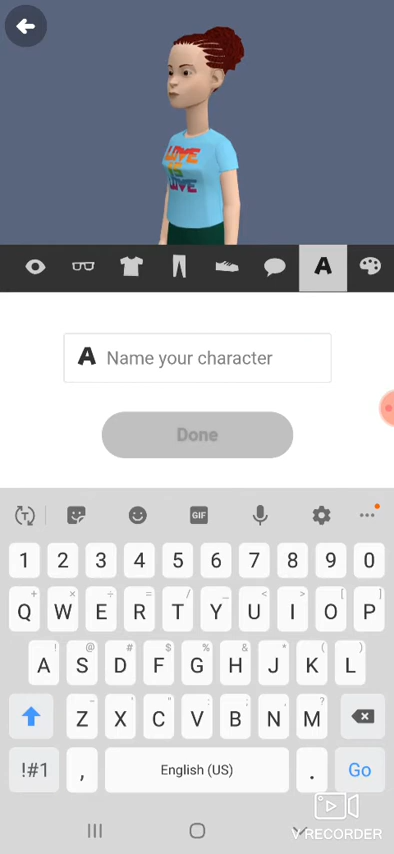 LOVE
IS
LOVE
A
A Name your character
Done
T GIF
1 2 3 4 5 6 7 8 9 0
+ × ÷ = / _ < > [ ]
Q W E R T Y U I O P
! @ # $ % & * ( )
A S D F G H J K L
- ' " : ; , ?
Z X C V B N M
!#1 , English (US) . Go
V RECORDER